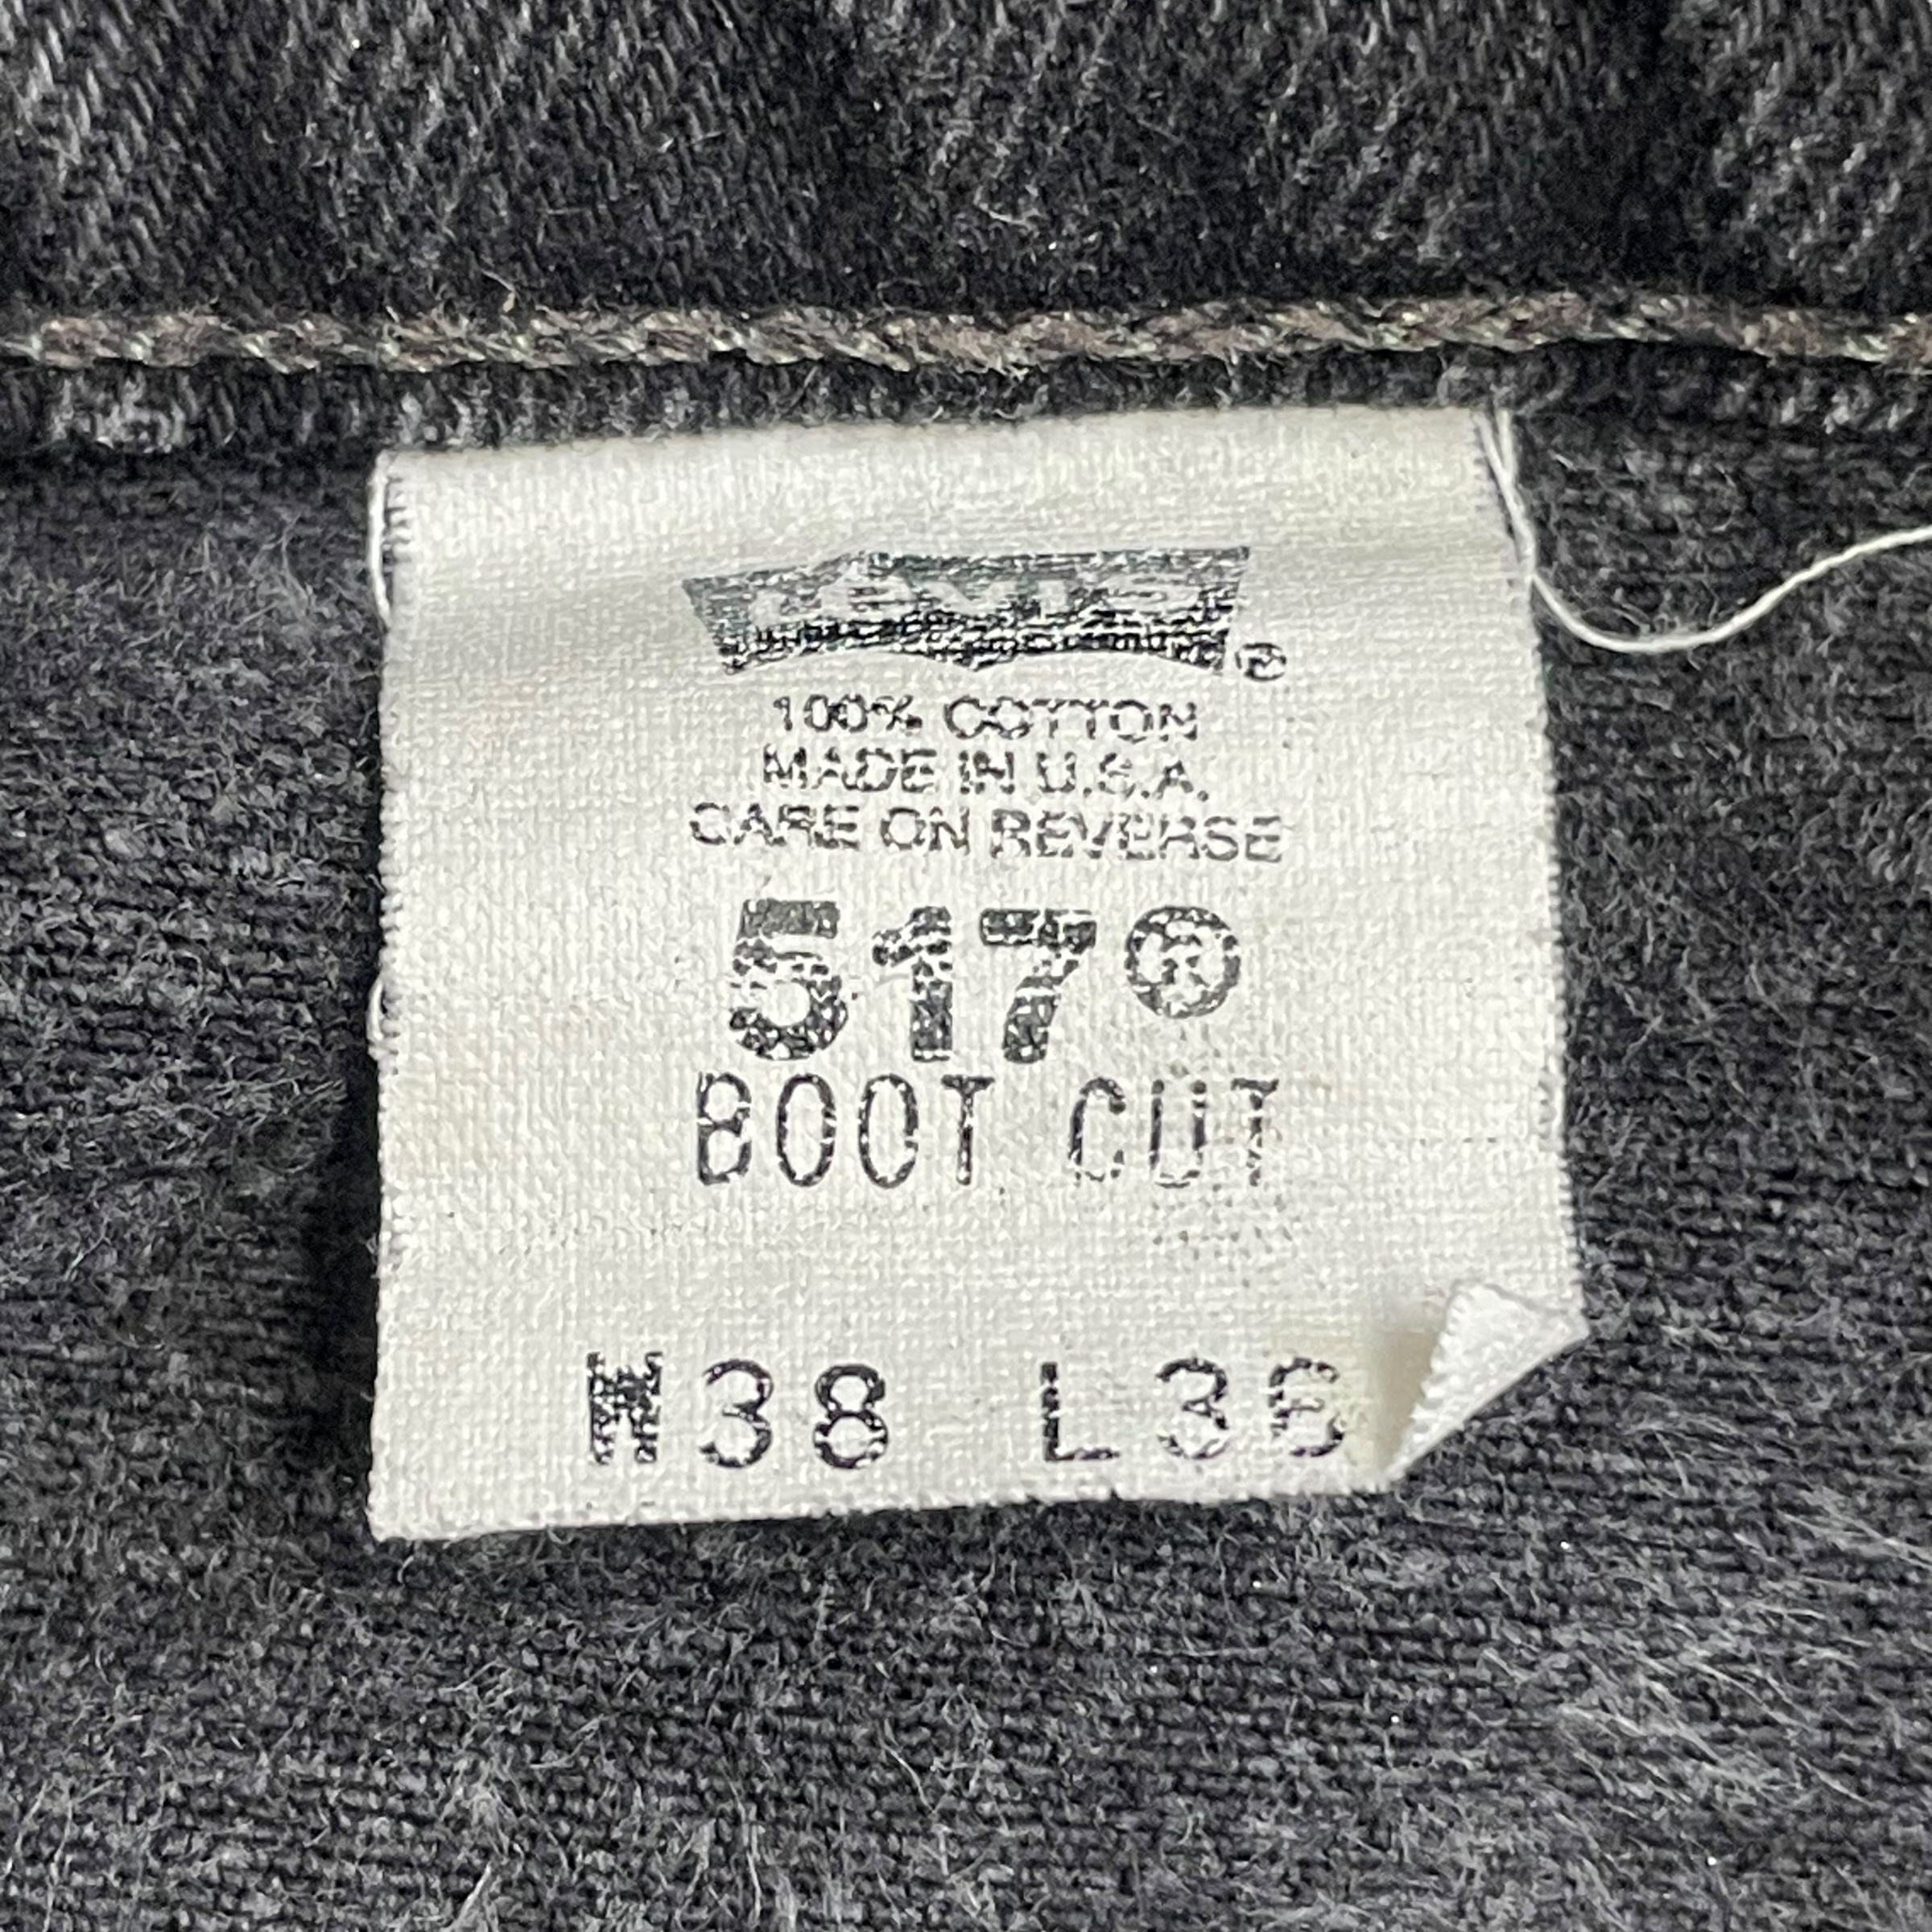 LEVI'S®
100% COTTON
MADE IN U.S.A.
CARE ON REVERSE
517®
BOOT CUT
W38 L36